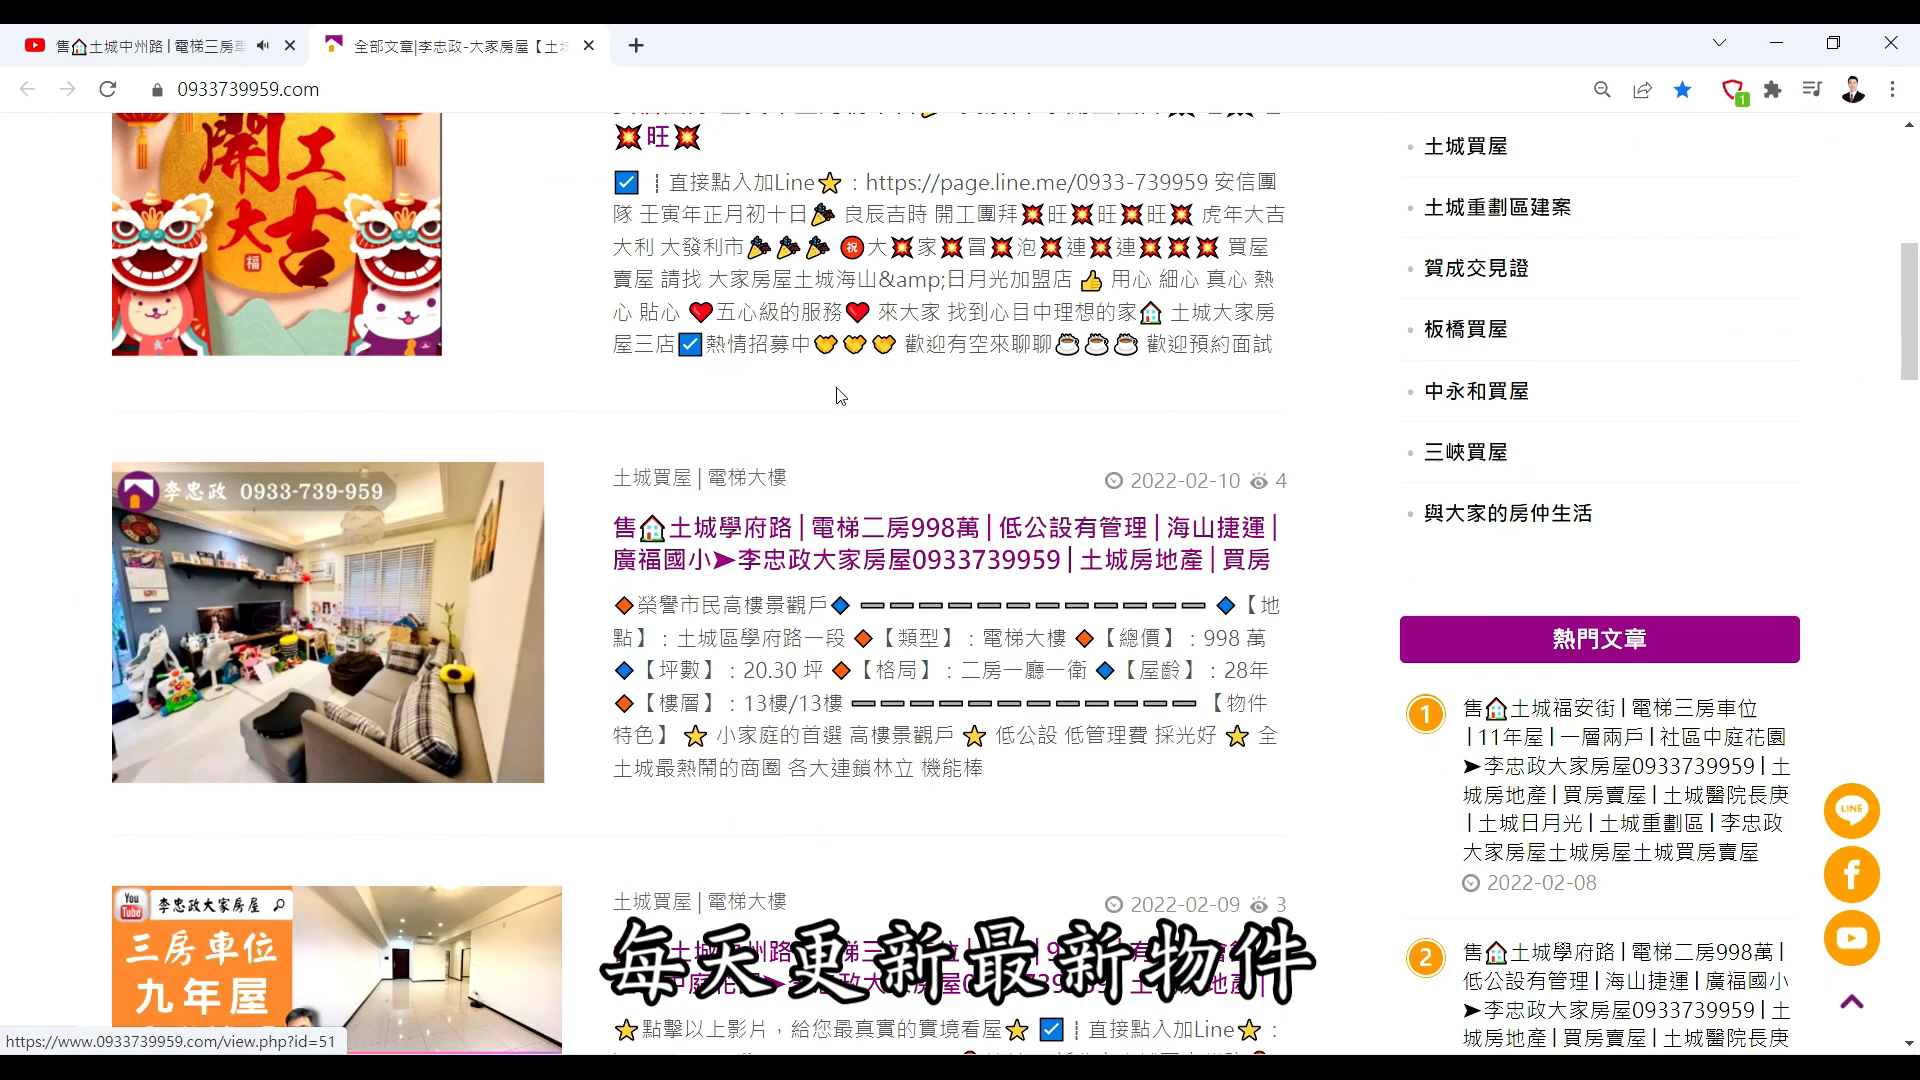 售🏠土城中州路 | 電梯三房車
全部文章|李忠政-大家房屋【土
0933739959.com
開工
大吉
福
💥旺💥
☑️┆直接點入加Line⭐：https://page.line.me/0933-739959 安信團
隊 壬寅年正月初十日🎉 良辰吉時 開工團拜💥旺💥旺💥旺💥 虎年大吉
大利 大發利市🎉🎉🎉 ㊗️大💥家💥冒💥泡💥連💥連💥💥💥 買屋
賣屋 請找 大家房屋土城海山&amp;日月光加盟店 👍 用心 細心 真心 熱
心 貼心 ❤️五心級的服務❤️ 來大家 找到心目中理想的家🏠 土城大家房
屋三店☑️熱情招募中🤝🤝🤝 歡迎有空來聊聊☕☕☕ 歡迎預約面試
李忠政 0933-739-959
土城買屋 | 電梯大樓
2022-02-10 4
售🏠土城學府路 | 電梯二房998萬 | 低公設有管理 | 海山捷運 |
廣福國小➤李忠政大家房屋0933739959 | 土城房地產 | 買房
🔶榮譽市民高樓景觀戶🔷 ➖➖➖➖➖➖➖➖➖➖➖➖ 🔷【地
點】：土城區學府路一段 🔶【類型】：電梯大樓 🔶【總價】：998 萬
🔷【坪數】：20.30 坪 🔶【格局】：二房一廳一衛 🔷【屋齡】：28年
🔶【樓層】：13樓/13樓 ➖➖➖➖➖➖➖➖➖➖➖➖ 【物件
特色】 ⭐ 小家庭的首選 高樓景觀戶 ⭐ 低公設 低管理費 採光好 ⭐ 全
土城最熱鬧的商圈 各大連鎖林立 機能棒
You Tube 李忠政大家房屋
三房車位
九年屋
土城買屋 | 電梯大樓
2022-02-09 3
每天更新最新物件
⭐點擊以上影片，給您最真實的實境看屋⭐ ☑️┆直接點入加Line⭐：
https://www.0933739959.com/view.php?id=51
土城買屋
土城重劃區建案
賀成交見證
板橋買屋
中永和買屋
三峽買屋
與大家的房仲生活
熱門文章
1
售🏠土城福安街 | 電梯三房車位
| 11年屋 | 一層兩戶 | 社區中庭花園
➤李忠政大家房屋0933739959 | 土
城房地產 | 買房賣屋 | 土城醫院長庚
| 土城日月光 | 土城重劃區 | 李忠政
大家房屋土城房屋土城買房賣屋
2022-02-08
2
售🏠土城學府路 | 電梯二房998萬 |
低公設有管理 | 海山捷運 | 廣福國小
➤李忠政大家房屋0933739959 | 土
城房地產 | 買房賣屋 | 土城醫院長庚
LINE